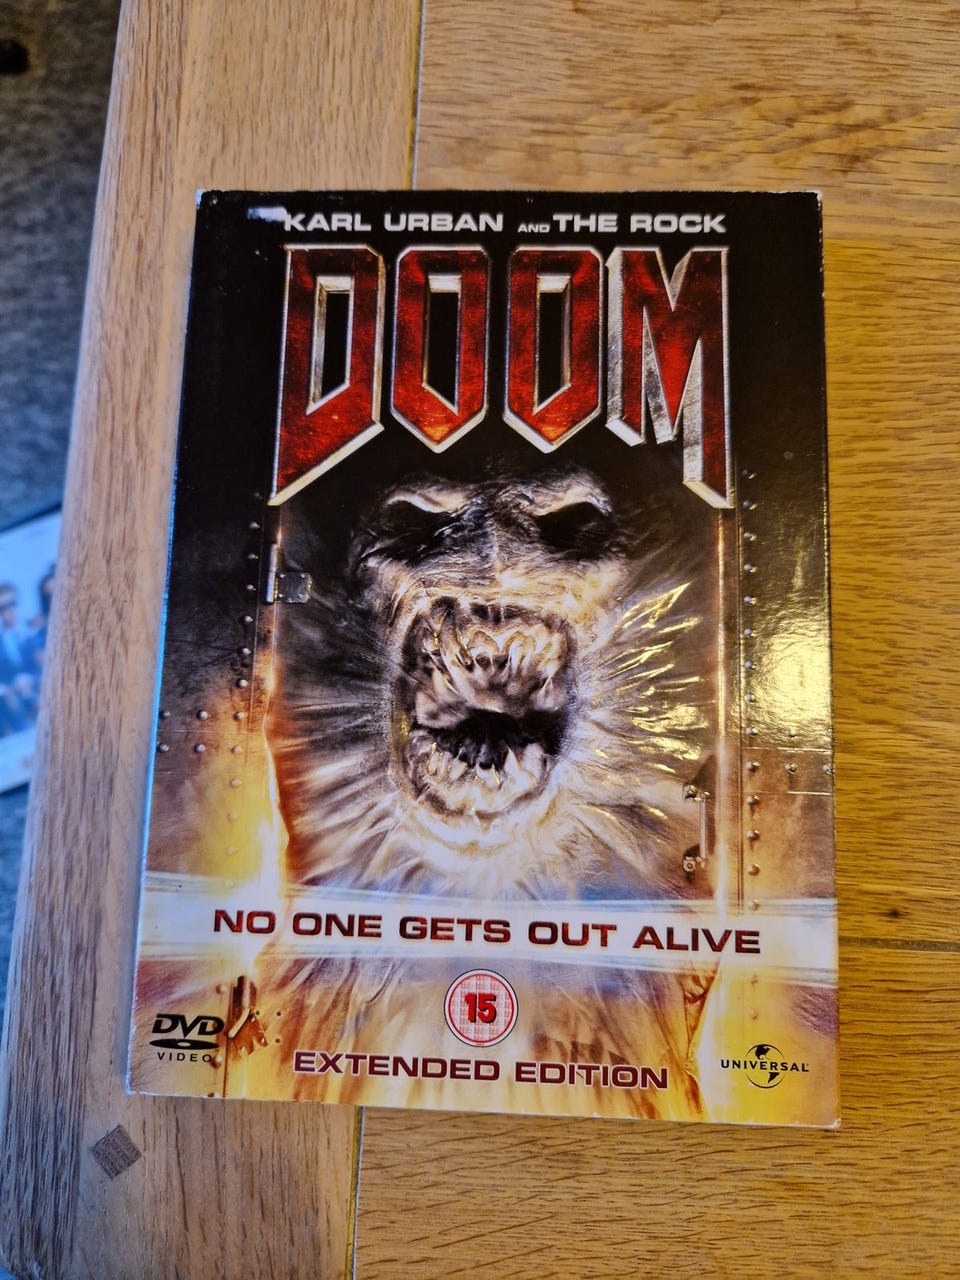 KARL URBAN AND THE ROCK
DOOM
NO ONE GETS OUT ALIVE
15
DVD
VIDEO
EXTENDED EDITION
UNIVERSAL